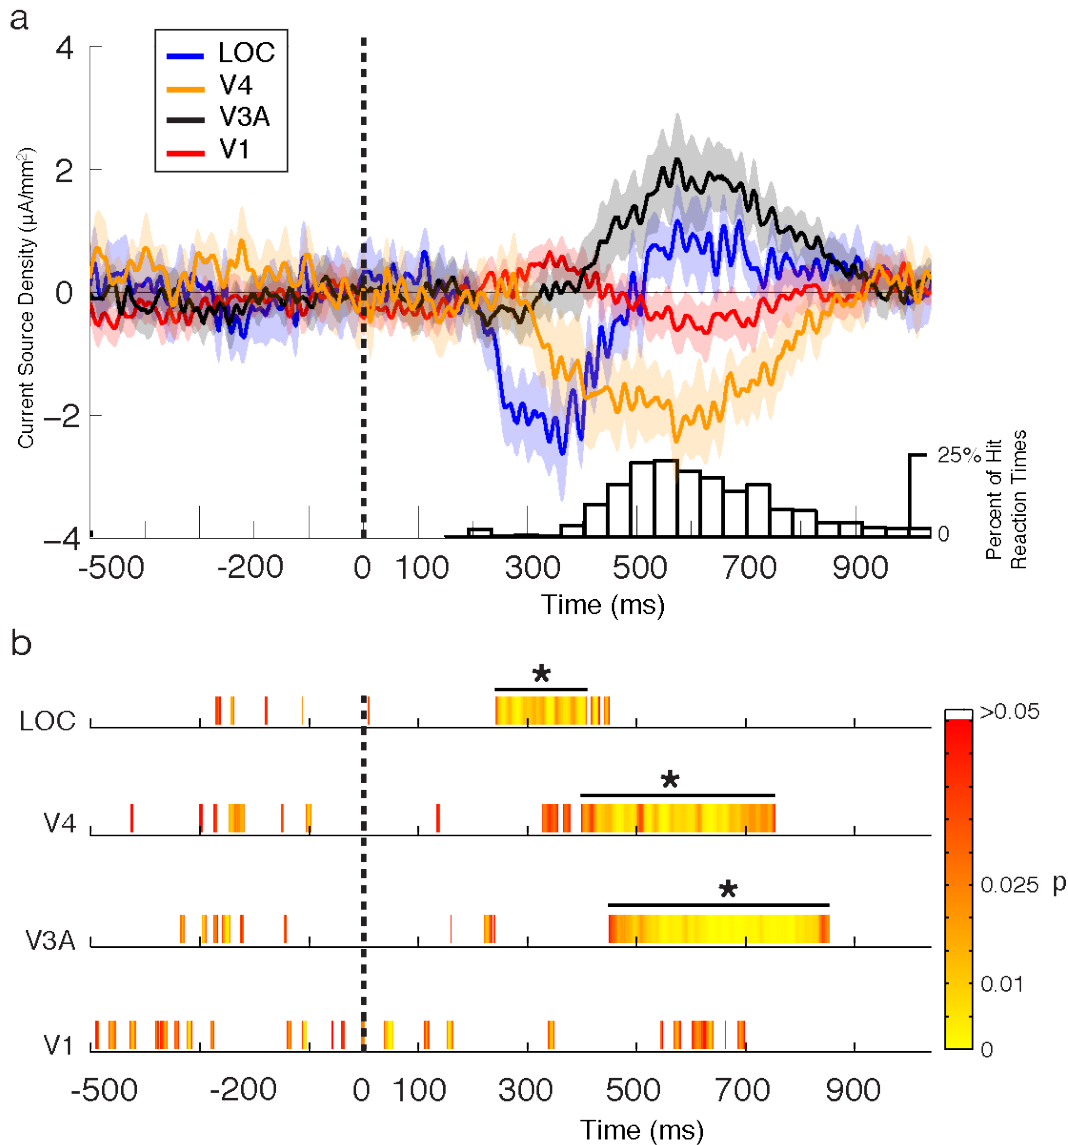 a
4
2
0
−2
−4
Current Source Density (µA/mm²)
LOC
V4
V3A
V1
25%
0
Percent of Hit
Reaction Times
-500 -200 0 100 300 500 700 900
Time (ms)
b
LOC
*
V4
*
V3A
*
V1
-500 -200 0 100 300 500 700 900
Time (ms)
>0.05
0.025
0.01
0
p